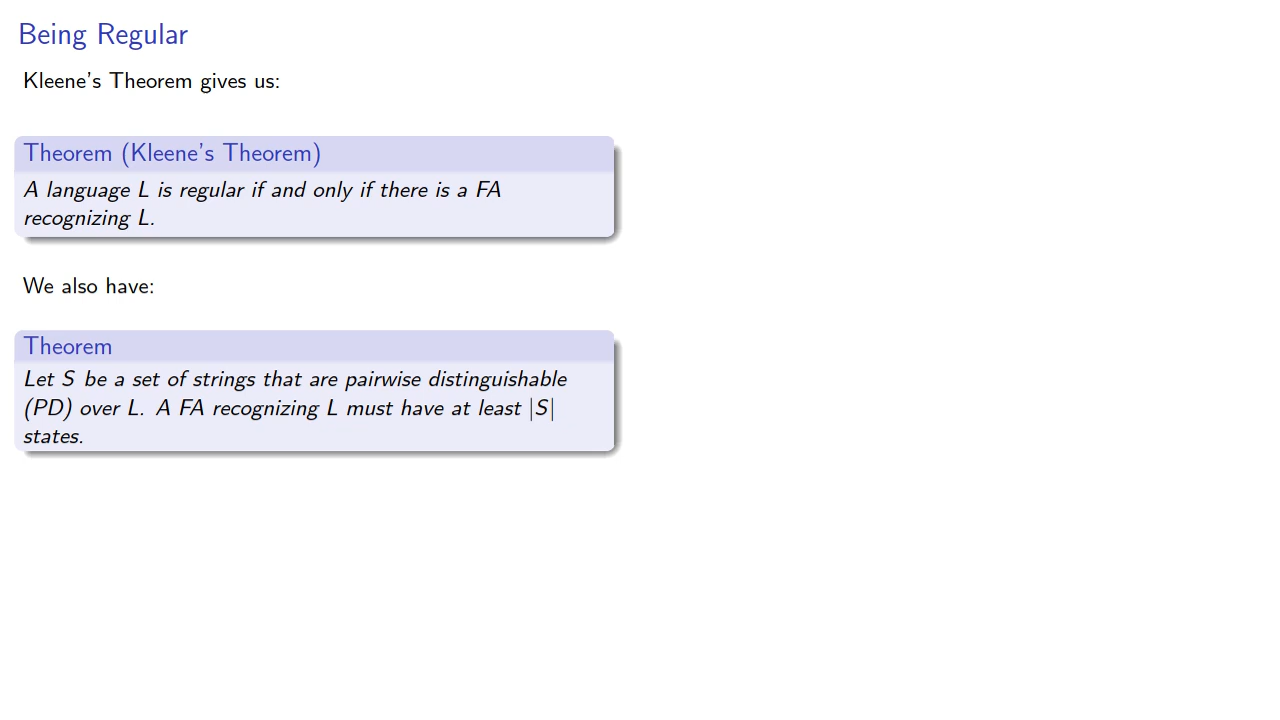 Being Regular
Kleene's Theorem gives us:
Theorem (Kleene's Theorem)
A language L is regular if and only if there is a FA
recognizing L.
We also have:
Theorem
Let S be a set of strings that are pairwise distinguishable
(PD) over L. A FA recognizing L must have at least |S|
states.